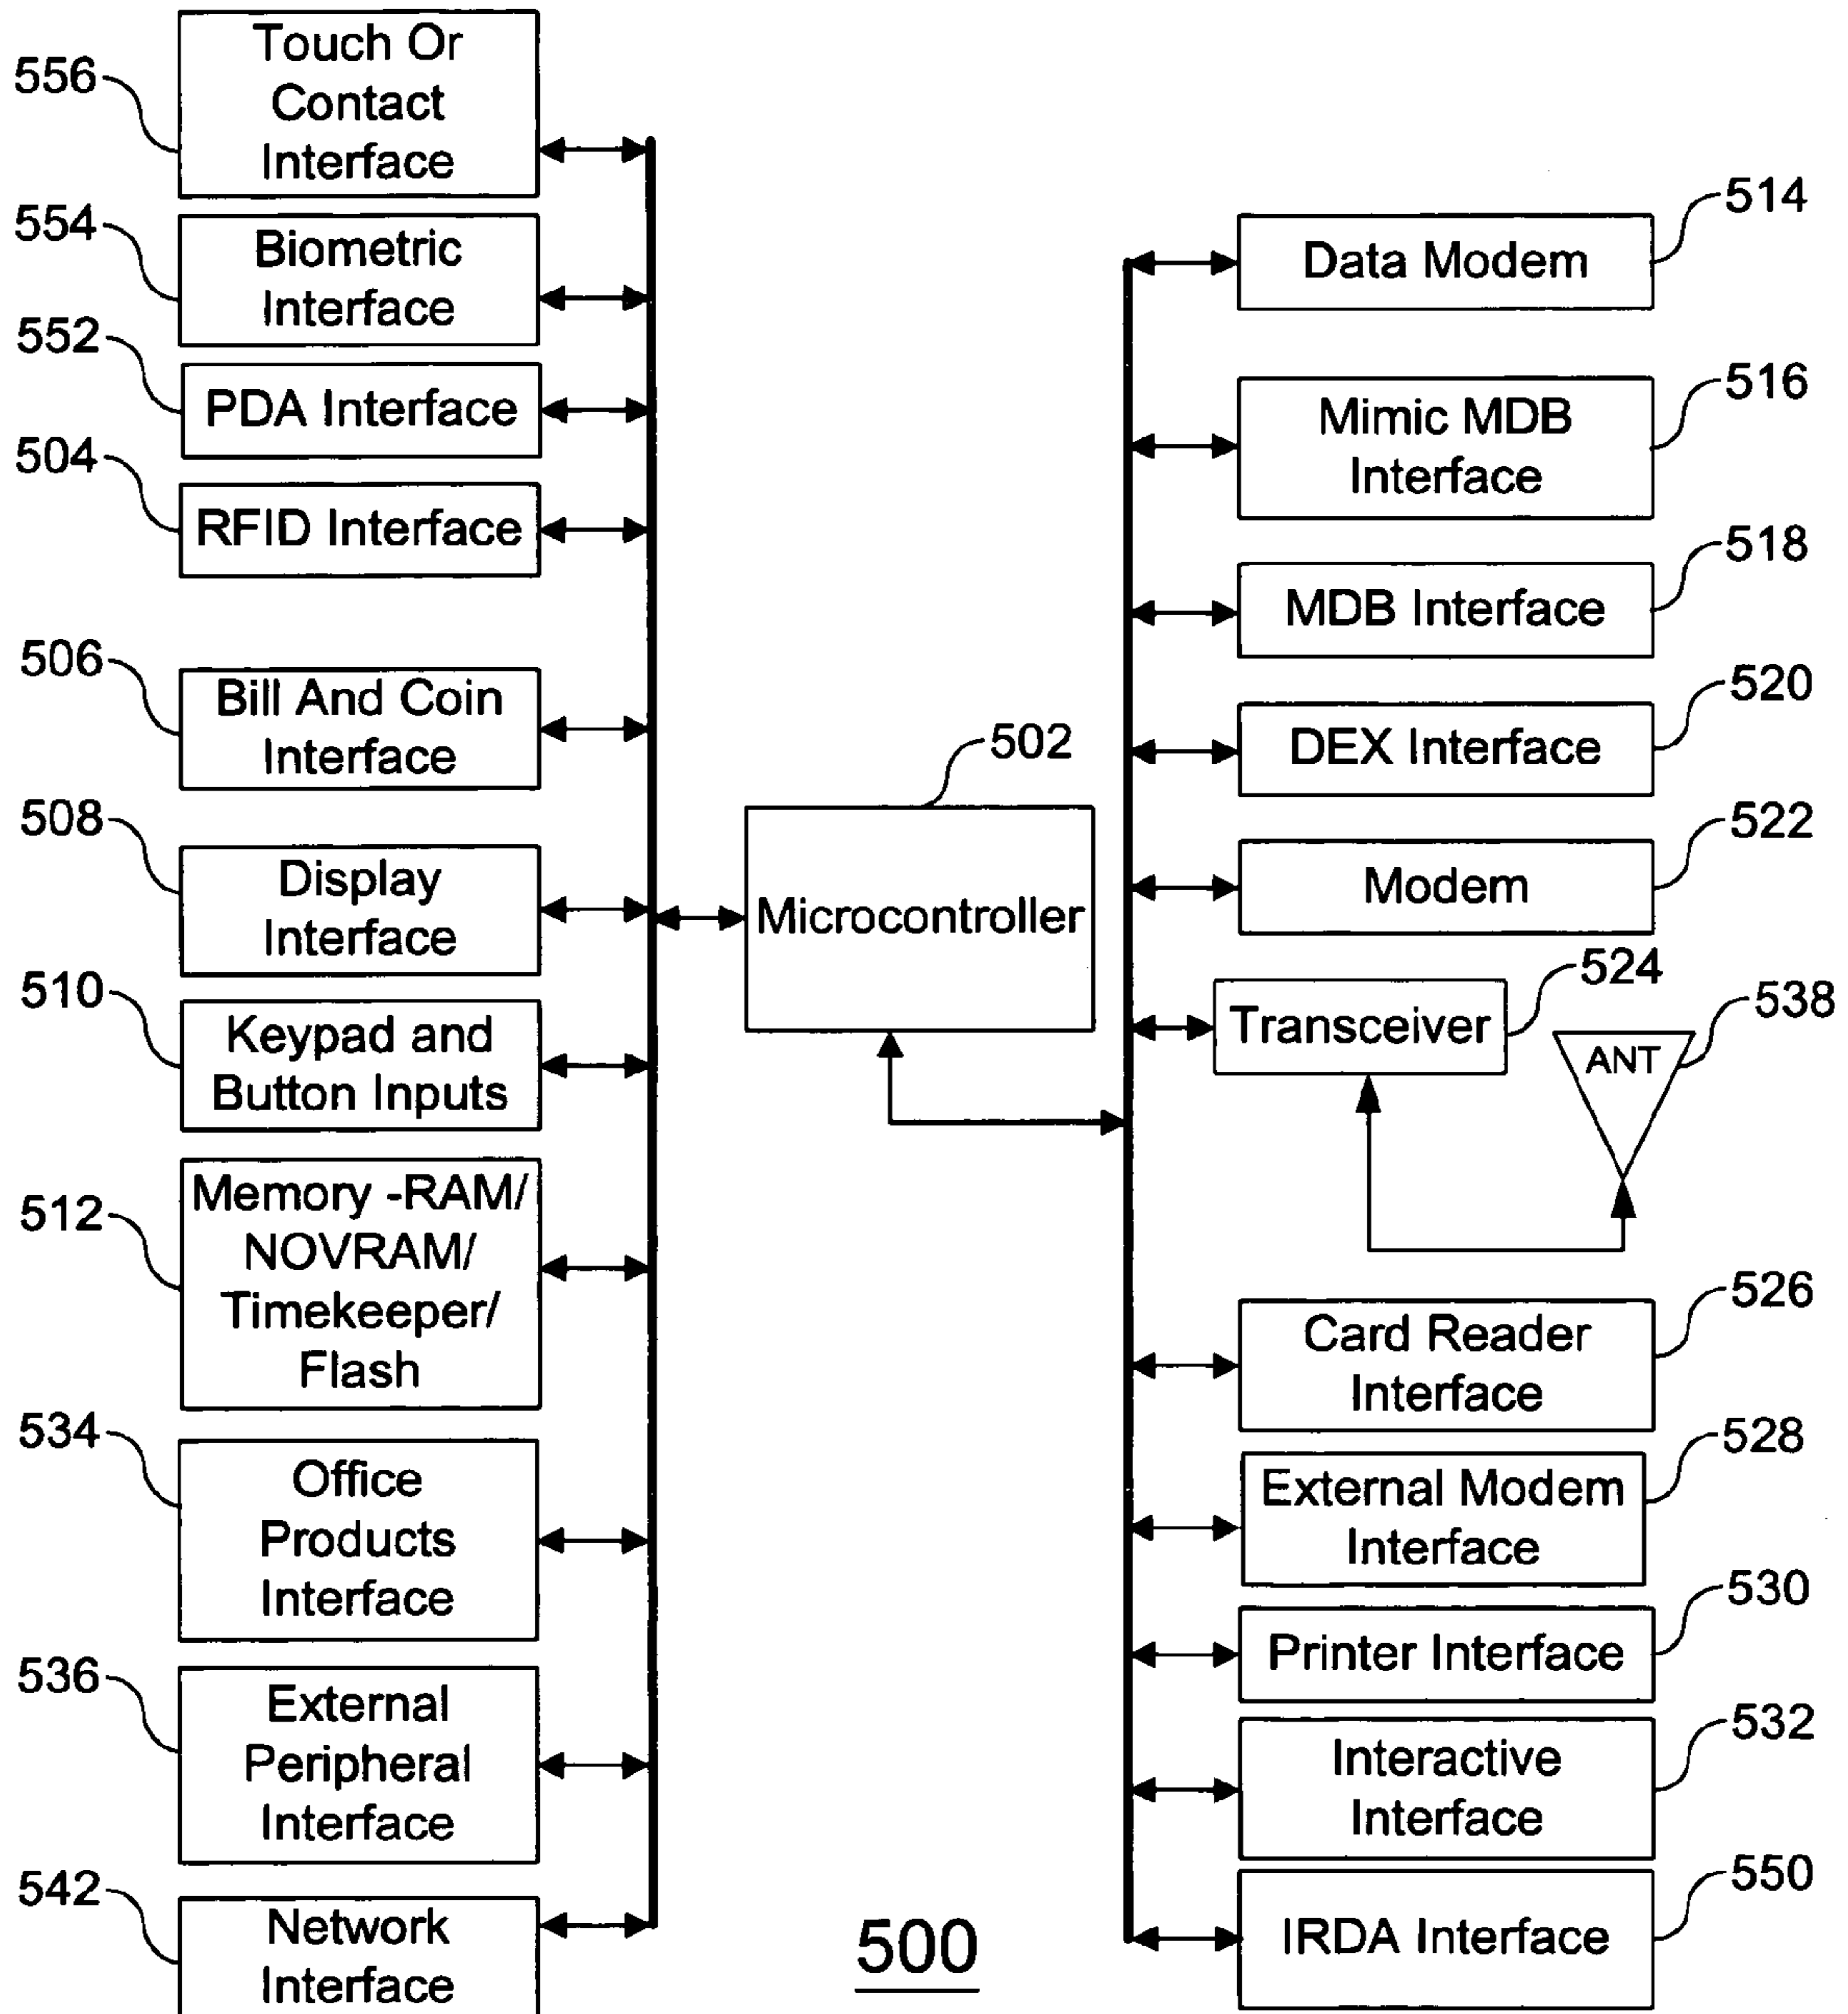 556
Touch Or
Contact
Interface
554
Biometric
Interface
552
PDA Interface
504
RFID Interface
506
Bill And Coin
Interface
508
Display
Interface
510
Keypad and
Button Inputs
512
Memory -RAM/
NOVRAM/
Timekeeper/
Flash
534
Office
Products
Interface
536
External
Peripheral
Interface
542
Network
Interface
502
Microcontroller
500
514
Data Modem
516
Mimic MDB
Interface
518
MDB Interface
520
DEX Interface
522
Modem
524
Transceiver
538
ANT
526
Card Reader
Interface
528
External Modem
Interface
530
Printer Interface
532
Interactive
Interface
550
IRDA Interface